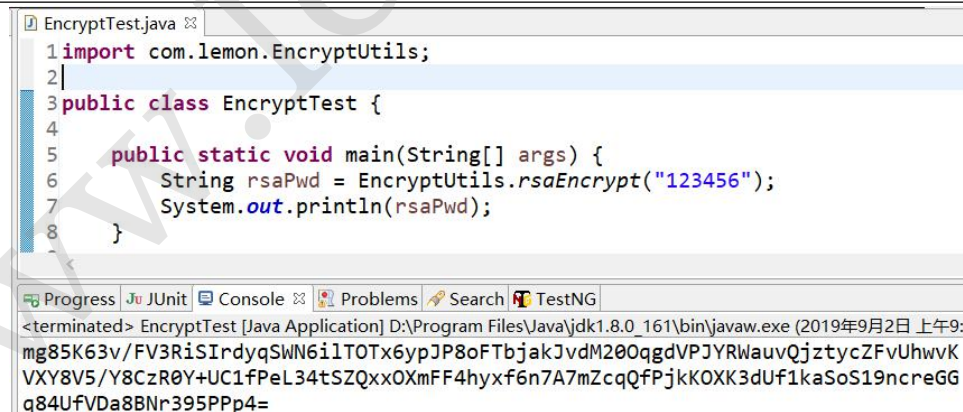 EncryptTest.java
1 import com.lemon.EncryptUtils;
2
3 public class EncryptTest {
4
5 public static void main(String[] args) {
6 String rsaPwd = EncryptUtils.rsaEncrypt("123456");
7 System.out.println(rsaPwd);
8 }
Progress JUnit Console Problems Search TestNG
<terminated> EncryptTest [Java Application] D:\Program Files\Java\jdk1.8.0_161\bin\javaw.exe (2019年9月2日 上午9:
mg85K63v/FV3RiSIrdyqSWN6ilTOTx6ypJP8oFTbjakJvdM20OqgdVPJYRWauvQjztycZFvUhwvK
VXY8V5/Y8CzR0Y+UC1fPeL34tSZQxxOXmFF4hyxf6n7A7mZcqQfPjkKOXK3dUf1kaSoS19ncreGG
q84UfVDa8BNr395PPp4=